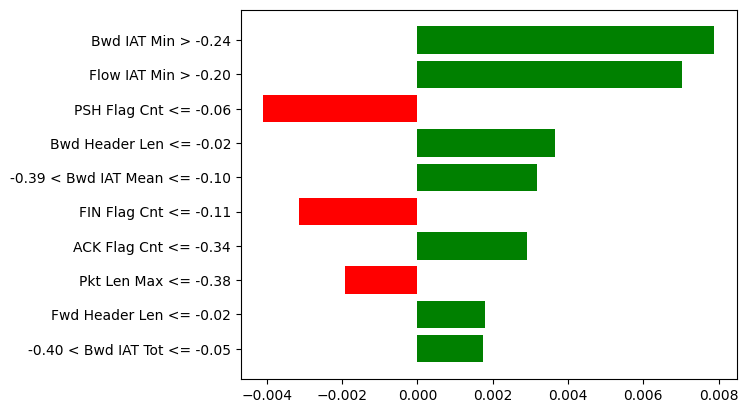 Bwd IAT Min > -0.24
Flow IAT Min > -0.20
PSH Flag Cnt <= -0.06
Bwd Header Len <= -0.02
-0.39 < Bwd IAT Mean <= -0.10
FIN Flag Cnt <= -0.11
ACK Flag Cnt <= -0.34
Pkt Len Max <= -0.38
Fwd Header Len <= -0.02
-0.40 < Bwd IAT Tot <= -0.05
−0.004 −0.002 0.000 0.002 0.004 0.006 0.008